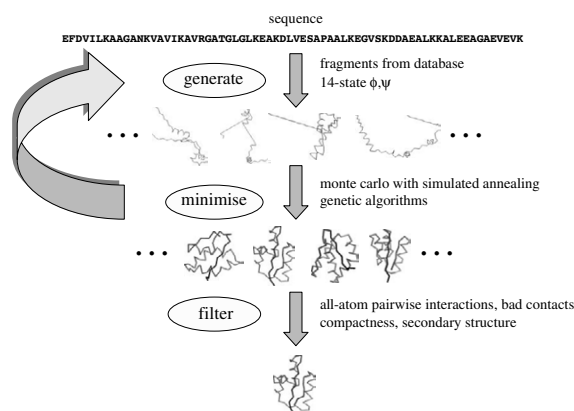 sequence
EFDVILKAAGANKVAVIKAVRGATGLGLKEAKDLVESAPAALKEGVSKDDAEALKKALEEAGAEVEVK
generate
fragments from database
14-state ϕ,ψ
minimise
monte carlo with simulated annealing
genetic algorithms
filter
all-atom pairwise interactions, bad contacts
compactness, secondary structure